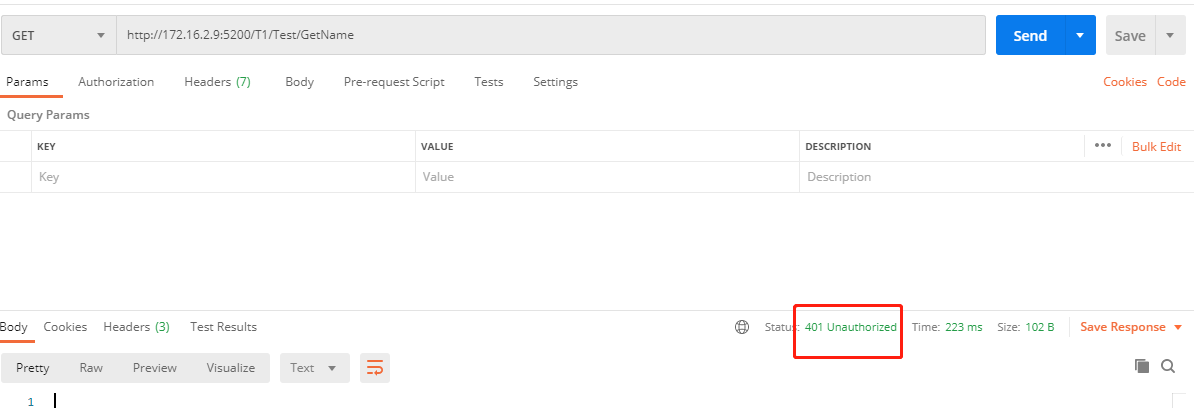 GET http://172.16.2.9:5200/T1/Test/GetName Send Save
Params Authorization Headers (7) Body Pre-request Script Tests Settings Cookies Code
Query Params
KEY VALUE DESCRIPTION ••• Bulk Edit
Key Value Description
Body Cookies Headers (3) Test Results Status: 401 Unauthorized Time: 223 ms Size: 102 B Save Response
Pretty Raw Preview Visualize Text
1